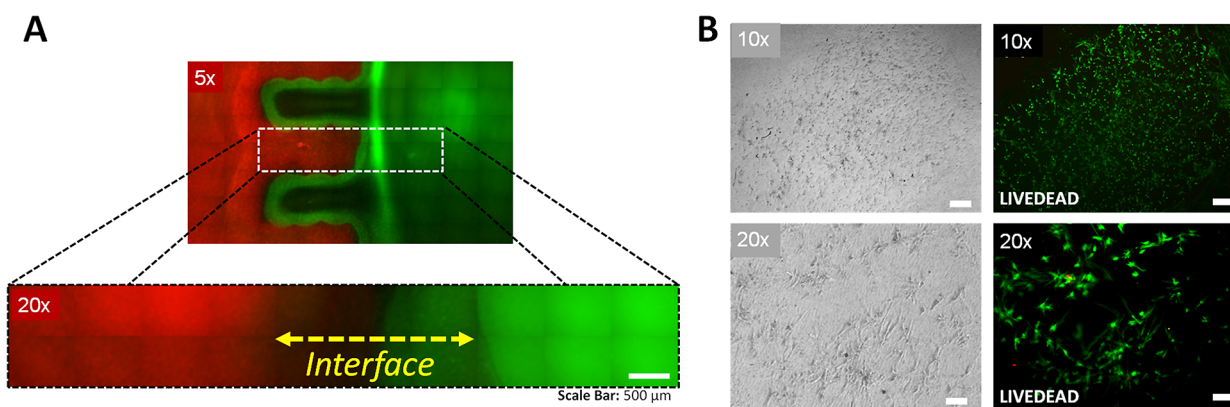 A
5x
20x
Interface
Scale Bar: 500 µm
B
10x
10x
LIVEDEAD
20x
20x
LIVEDEAD